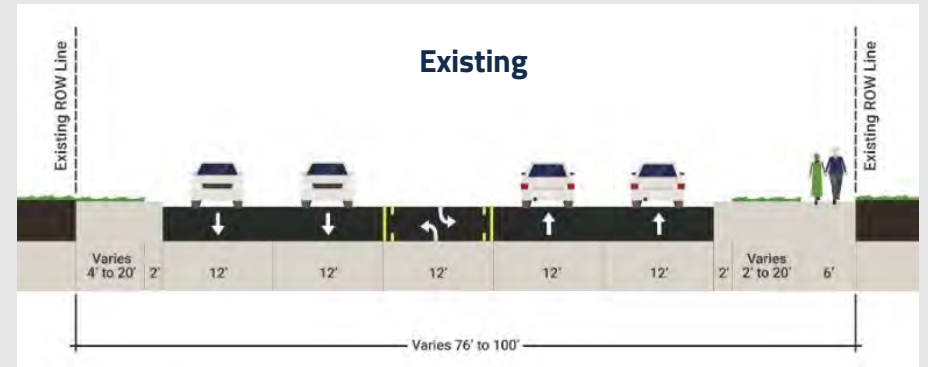 Existing
Existing ROW Line
Existing ROW Line
Varies
4' to 20'
2'
12'
12'
12'
12'
12'
2'
Varies
2' to 20'
6'
Varies 76' to 100'